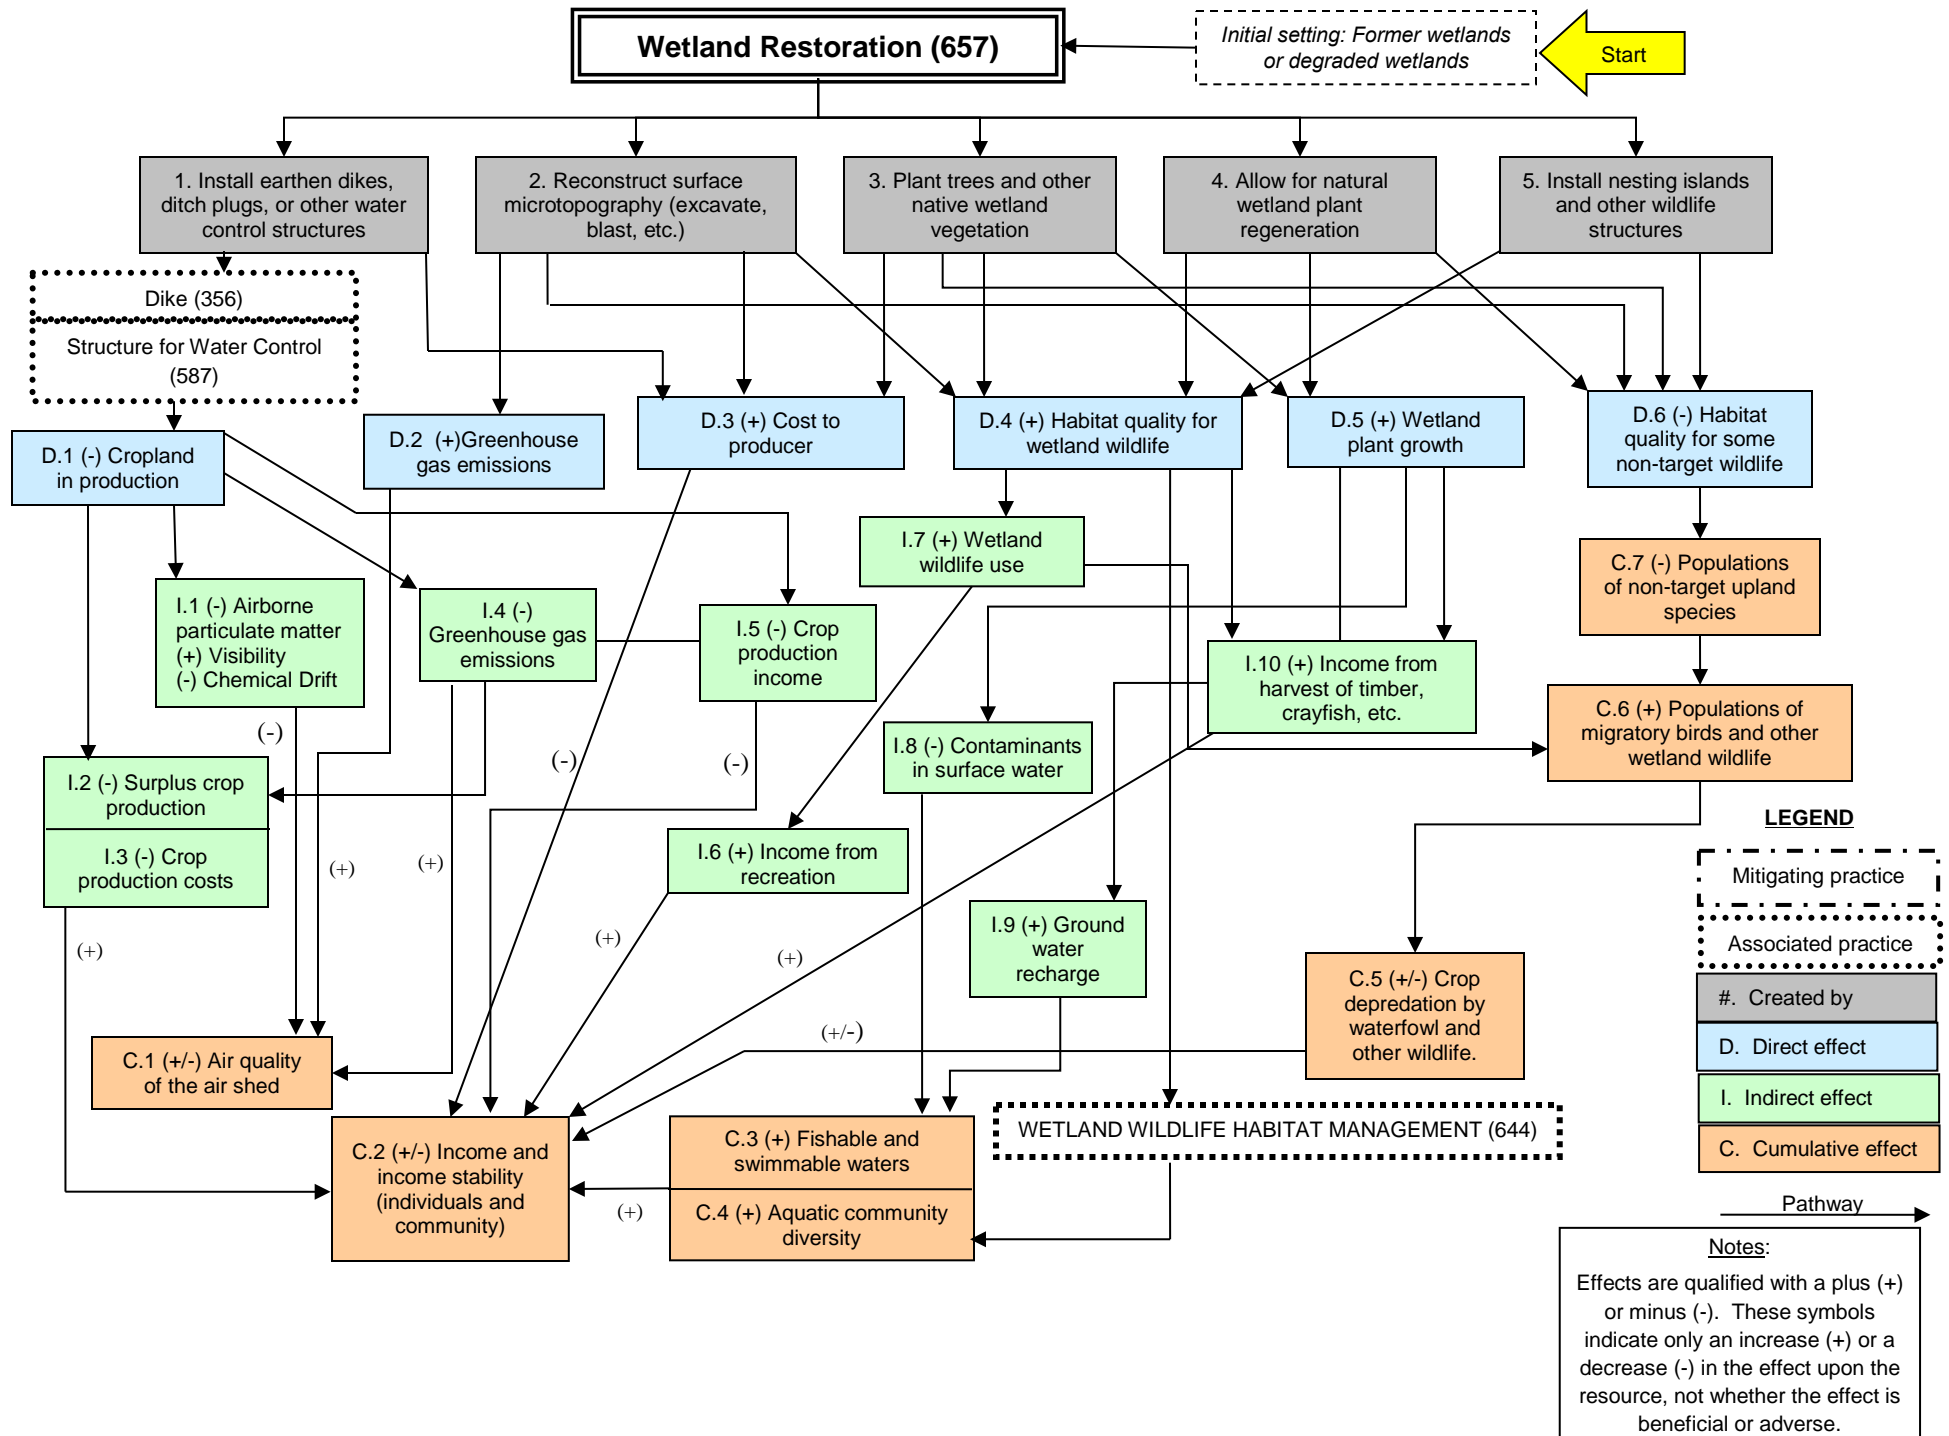 Wetland Restoration (657)
Initial setting: Former wetlands
or degraded wetlands
Start
1. Install earthen dikes,
ditch plugs, or other water
control structures
2. Reconstruct surface
microtopography (excavate,
blast, etc.)
3. Plant trees and other
native wetland
vegetation
4. Allow for natural
wetland plant
regeneration
5. Install nesting islands
and other wildlife
structures
Dike (356)
Structure for Water Control
(587)
D.1 (-) Cropland
in production
D.2 (+)Greenhouse
gas emissions
D.3 (+) Cost to
producer
D.4 (+) Habitat quality for
wetland wildlife
D.5 (+) Wetland
plant growth
D.6 (-) Habitat
quality for some
non-target wildlife
I.7 (+) Wetland
wildlife use
C.7 (-) Populations
of non-target upland
species
I.1 (-) Airborne
particulate matter
(+) Visibility
(-) Chemical Drift
I.4 (-)
Greenhouse gas
emissions
I.5 (-) Crop
production
income
I.10 (+) Income from
harvest of timber,
crayfish, etc.
C.6 (+) Populations of
migratory birds and other
wetland wildlife
(-)
(-)
(-)
I.8 (-) Contaminants
in surface water
I.2 (-) Surplus crop
production
I.3 (-) Crop
production costs
I.6 (+) Income from
recreation
(+)
(+)
(+)
(+)
(+)
I.9 (+) Ground
water
recharge
C.5 (+/-) Crop
depredation by
waterfowl and
other wildlife.
(+/-)
C.1 (+/-) Air quality
of the air shed
C.2 (+/-) Income and
income stability
(individuals and
community)
(+)
C.3 (+) Fishable and
swimmable waters
C.4 (+) Aquatic community
diversity
WETLAND WILDLIFE HABITAT MANAGEMENT (644)
LEGEND
Mitigating practice
Associated practice
#. Created by
D. Direct effect
I. Indirect effect
C. Cumulative effect
Pathway
Notes:
Effects are qualified with a plus (+)
or minus (-). These symbols
indicate only an increase (+) or a
decrease (-) in the effect upon the
resource, not whether the effect is
beneficial or adverse.